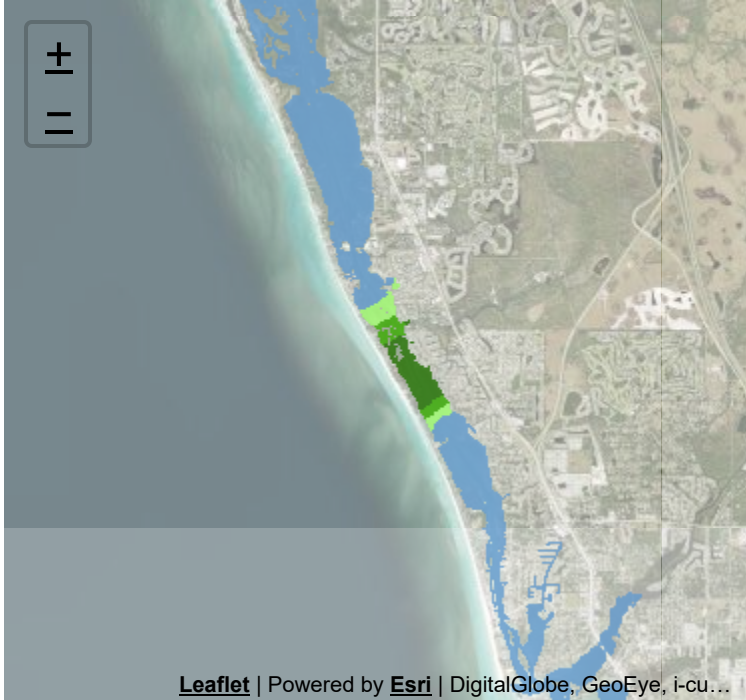 +
−
Leaflet | Powered by Esri | DigitalGlobe, GeoEye, i-cu…